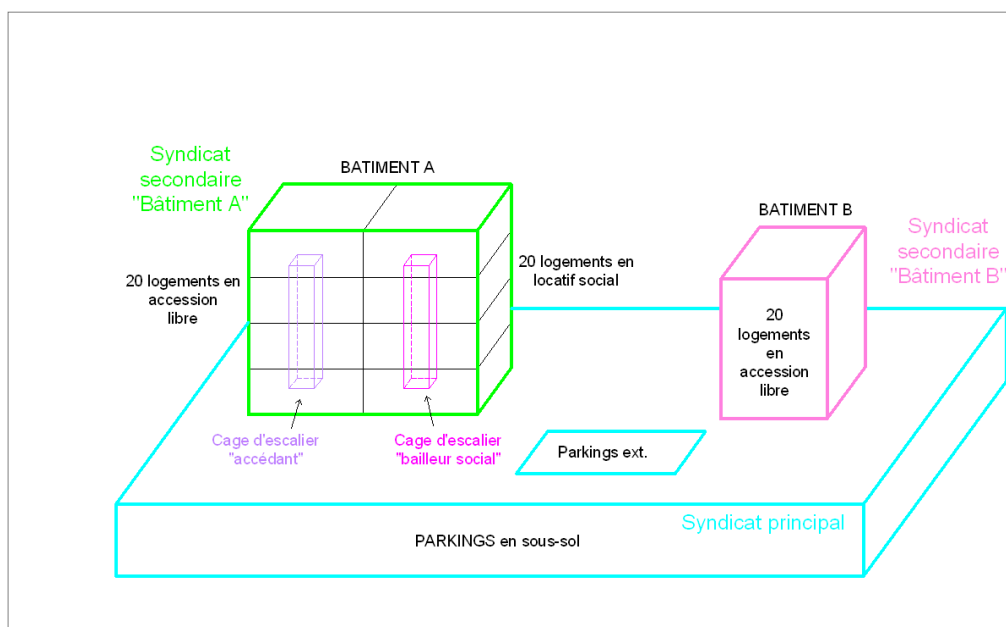 BATIMENT A
Syndicat
secondaire
"Bâtiment A"
20 logements en
accession
libre
20 logements en
locatif social
BATIMENT B
Syndicat
secondaire
"Bâtiment B"
20
logements
en
accession
libre
Cage d'escalier
"accédant"
Cage d'escalier
"bailleur social"
Parkings ext.
Syndicat principal
PARKINGS en sous-sol